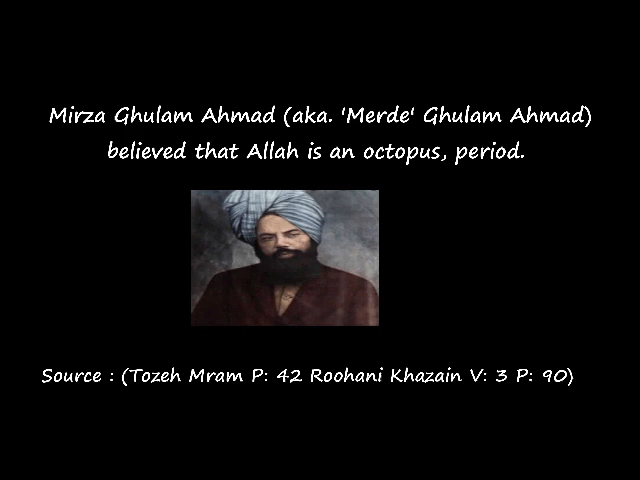 Mirza Ghulam Ahmad (aka. 'Merde' Ghulam Ahmad)
believed that Allah is an octopus, period.
Source : (Tozeh Mram P: 42 Roohani Khazain V: 3 P: 90)